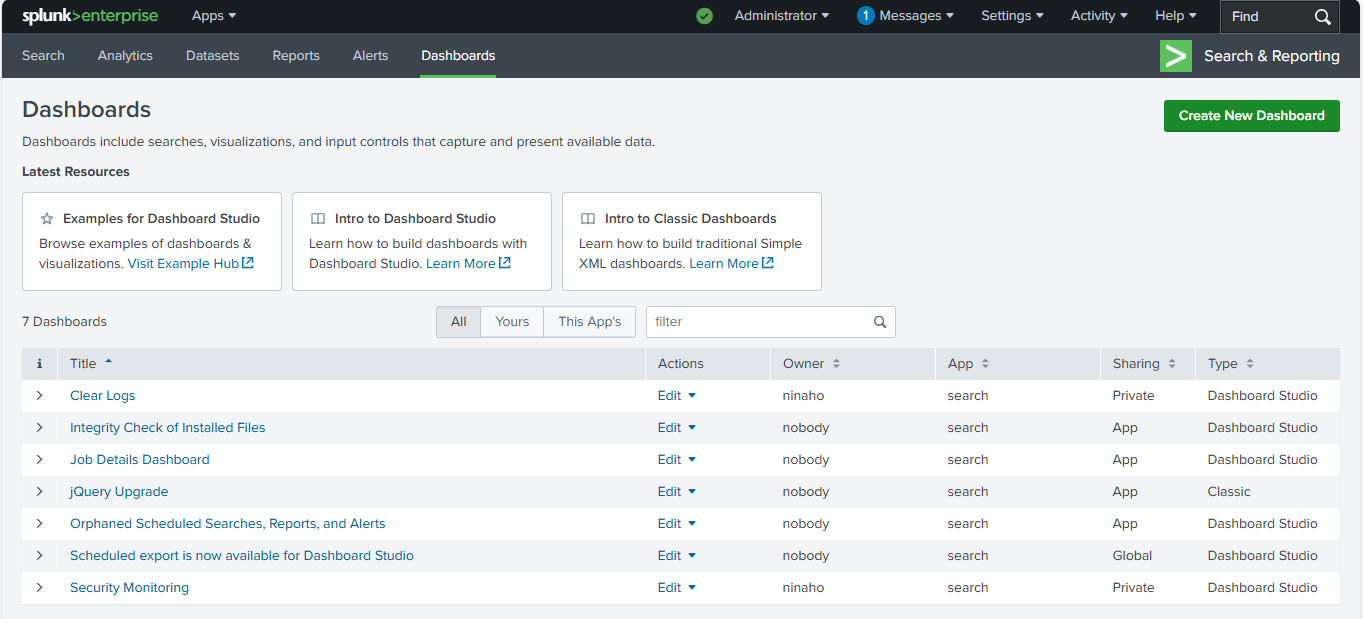 splunk>enterprise Apps Administrator 1 Messages Settings Activity Help Find
Search Analytics Datasets Reports Alerts Dashboards Search & Reporting
Dashboards
Create New Dashboard
Dashboards include searches, visualizations, and input controls that capture and present available data.
Latest Resources
Examples for Dashboard Studio
Browse examples of dashboards &
visualizations. Visit Example Hub
Intro to Dashboard Studio
Learn how to build dashboards with
Dashboard Studio. Learn More
Intro to Classic Dashboards
Learn how to build traditional Simple
XML dashboards. Learn More
7 Dashboards All Yours This App's filter
i Title Actions Owner App Sharing Type
Clear Logs Edit ninaho search Private Dashboard Studio
Integrity Check of Installed Files Edit nobody search App Dashboard Studio
Job Details Dashboard Edit nobody search App Dashboard Studio
jQuery Upgrade Edit nobody search App Classic
Orphaned Scheduled Searches, Reports, and Alerts Edit nobody search App Dashboard Studio
Scheduled export is now available for Dashboard Studio Edit nobody search Global Dashboard Studio
Security Monitoring Edit ninaho search Private Dashboard Studio